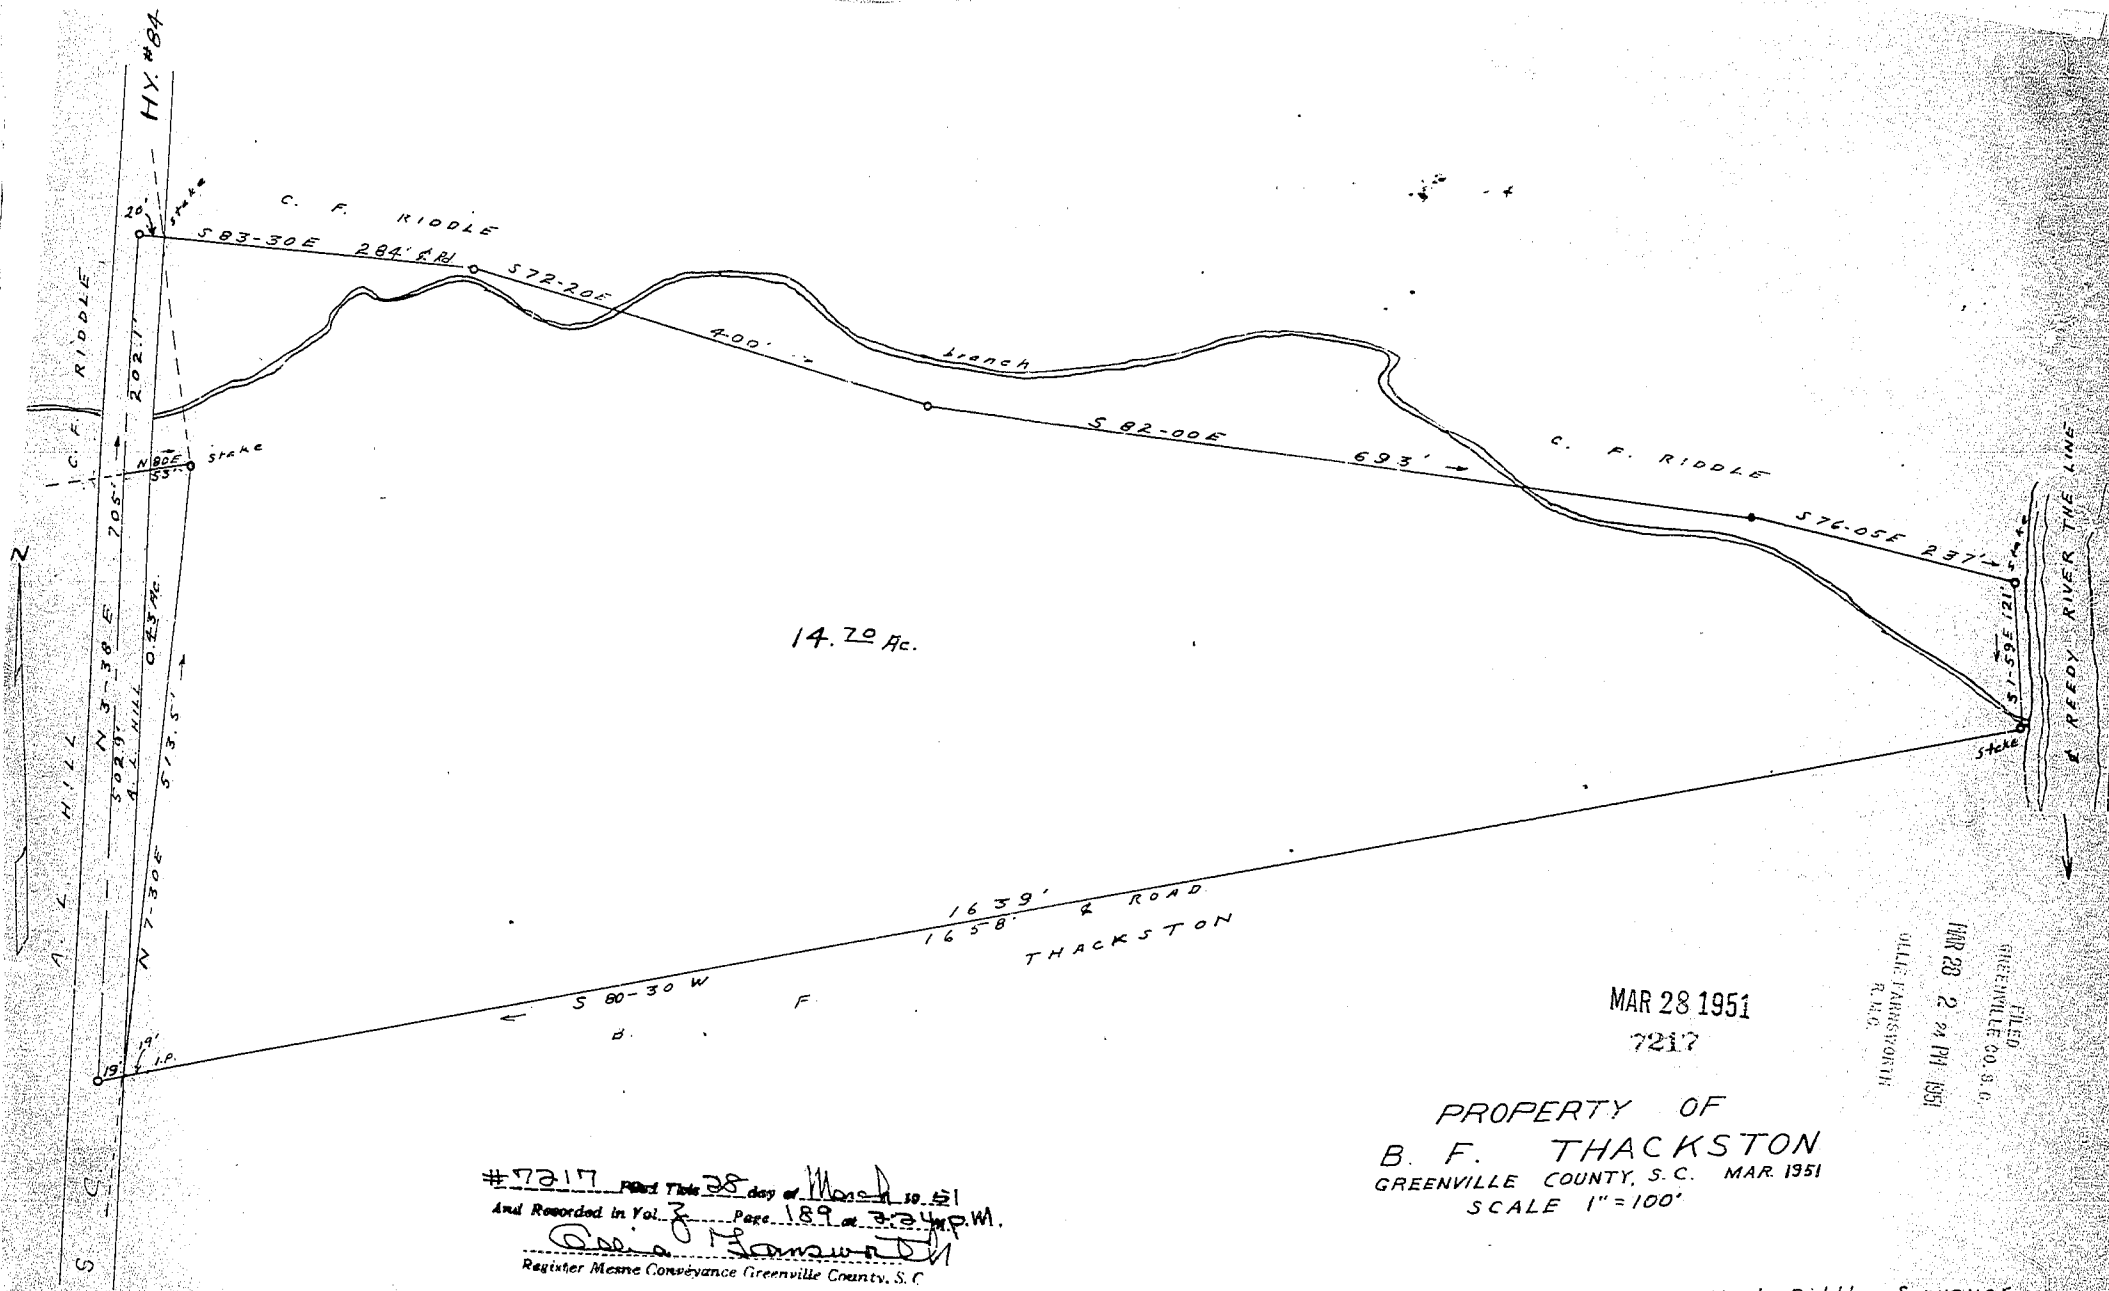 HY. #84
stake
20'
C. F. RIDDLE
S 83-30 E 284' ℄ Rd
S 72-20 E
400'
branch
S 82-00 E
693'
C. F. RIDDLE
S 76-05 E 237'
stake
S 1-59 E 121'
stake
℄ REEDY RIVER THE LINE
C. F. RIDDLE
202.1'
N 80 E
53'
stake
N
705'
N 3-38 E
502.9'
A. L. HILL
0.43 Ac.
A. L. HILL
513.5'
N 7-30 E
14.70 Ac.
1639'
℄ ROAD
1658'
S 80-30 W
B. F. THACKSTON
19'
19'
I.P.
S C
MAR 28 1951
7217
FILED
GREENVILLE CO. S. C.
MAR 28 2 24 PM 1951
OLLIE FARNSWORTH
R. M. C.
PROPERTY OF
B. F. THACKSTON
GREENVILLE COUNTY, S.C. MAR. 1951
SCALE 1" = 100'
#7217 Filed This 28 day of March 19 51
And Recorded in Vol. Z Page 189 at 2:24 P.M.
Ollie Farnsworth
Register Mesne Conveyance Greenville County, S. C.